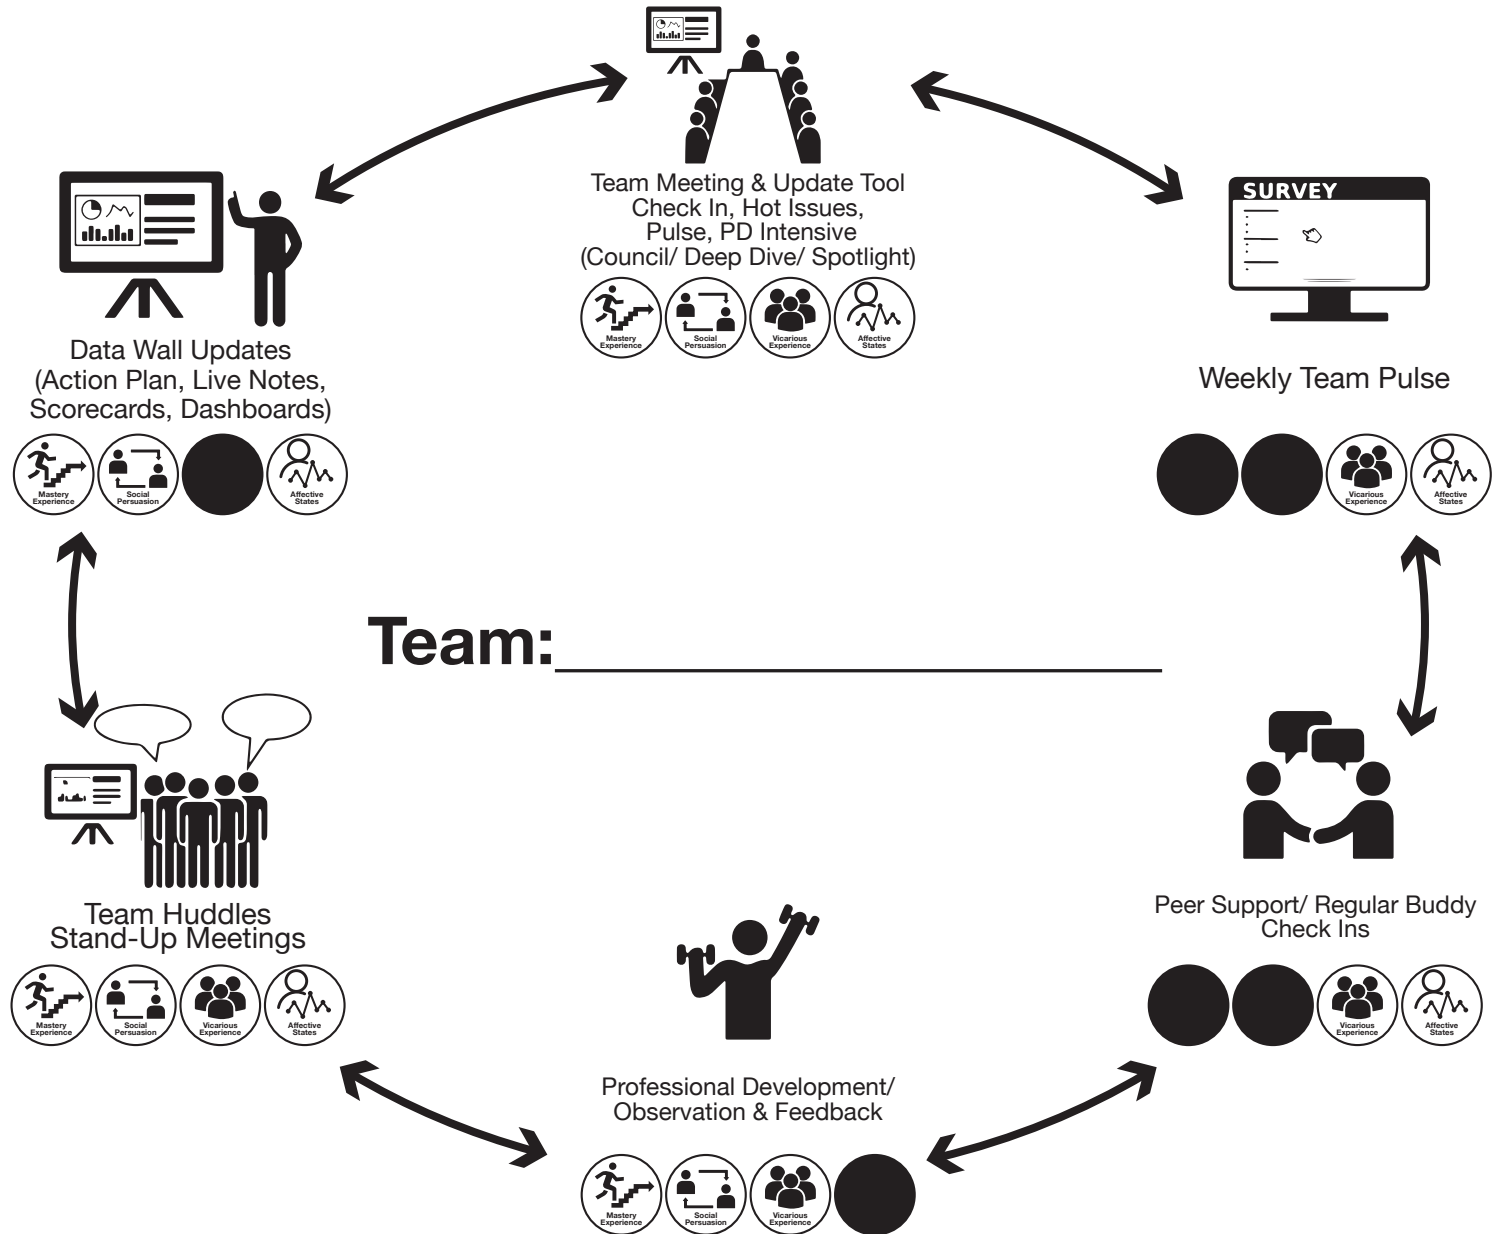 Team Meeting & Update Tool
Check In, Hot Issues,
Pulse, PD Intensive
(Council/ Deep Dive/ Spotlight)
Mastery
Experience
Social
Persuasion
Vicarious
Experience
Affective
States
SURVEY
Weekly Team Pulse
Vicarious
Experience
Affective
States
Data Wall Updates
(Action Plan, Live Notes,
Scorecards, Dashboards)
Mastery
Experience
Social
Persuasion
Affective
States
Team:
Team Huddles
Stand-Up Meetings
Mastery
Experience
Social
Persuasion
Vicarious
Experience
Affective
States
Peer Support/ Regular Buddy
Check Ins
Vicarious
Experience
Affective
States
Professional Development/
Observation & Feedback
Mastery
Experience
Social
Persuasion
Vicarious
Experience